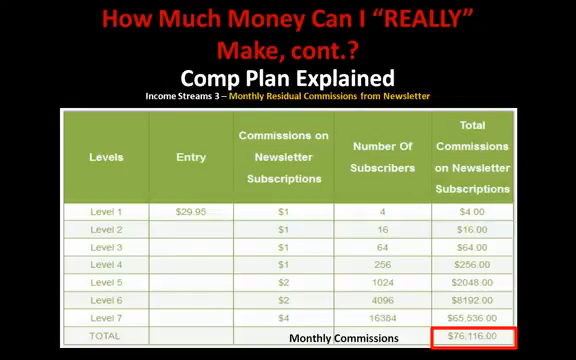 How Much Money Can I “REALLY”
Make, cont.?
Comp Plan Explained
Income Streams 3 – Monthly Residual Commissions from Newsletter
Levels Entry Commissions on Newsletter Subscriptions Number Of Subscribers Total Commissions on Newsletter Subscriptions
Level 1 $29.95 $1 4 $4.00
Level 2 $1 16 $16.00
Level 3 $1 64 $64.00
Level 4 $1 256 $256.00
Level 5 $2 1024 $2048.00
Level 6 $2 4096 $8192.00
Level 7 $4 16384 $65,536.00
TOTAL Monthly Commissions $76,116.00